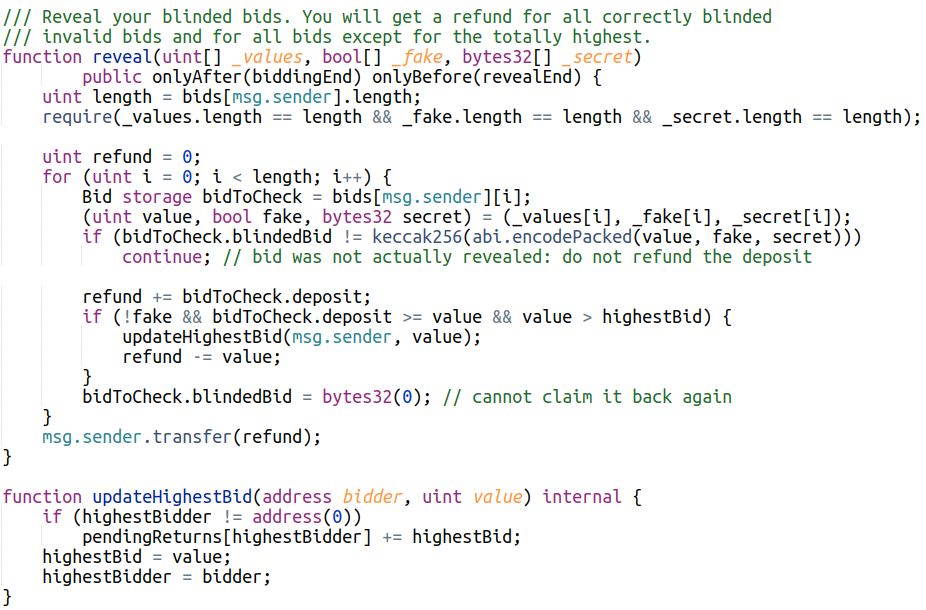 /// Reveal your blinded bids. You will get a refund for all correctly blinded
/// invalid bids and for all bids except for the totally highest.
function reveal(uint[] _values, bool[] _fake, bytes32[] _secret)
        public onlyAfter(biddingEnd) onlyBefore(revealEnd) {
    uint length = bids[msg.sender].length;
    require(_values.length == length && _fake.length == length && _secret.length == length);

    uint refund = 0;
    for (uint i = 0; i < length; i++) {
        Bid storage bidToCheck = bids[msg.sender][i];
        (uint value, bool fake, bytes32 secret) = (_values[i], _fake[i], _secret[i]);
        if (bidToCheck.blindedBid != keccak256(abi.encodePacked(value, fake, secret)))
            continue; // bid was not actually revealed: do not refund the deposit

        refund += bidToCheck.deposit;
        if (!fake && bidToCheck.deposit >= value && value > highestBid) {
            updateHighestBid(msg.sender, value);
            refund -= value;
        }
        bidToCheck.blindedBid = bytes32(0); // cannot claim it back again
    }
    msg.sender.transfer(refund);
}

function updateHighestBid(address bidder, uint value) internal {
    if (highestBidder != address(0))
        pendingReturns[highestBidder] += highestBid;
    highestBid = value;
    highestBidder = bidder;
}